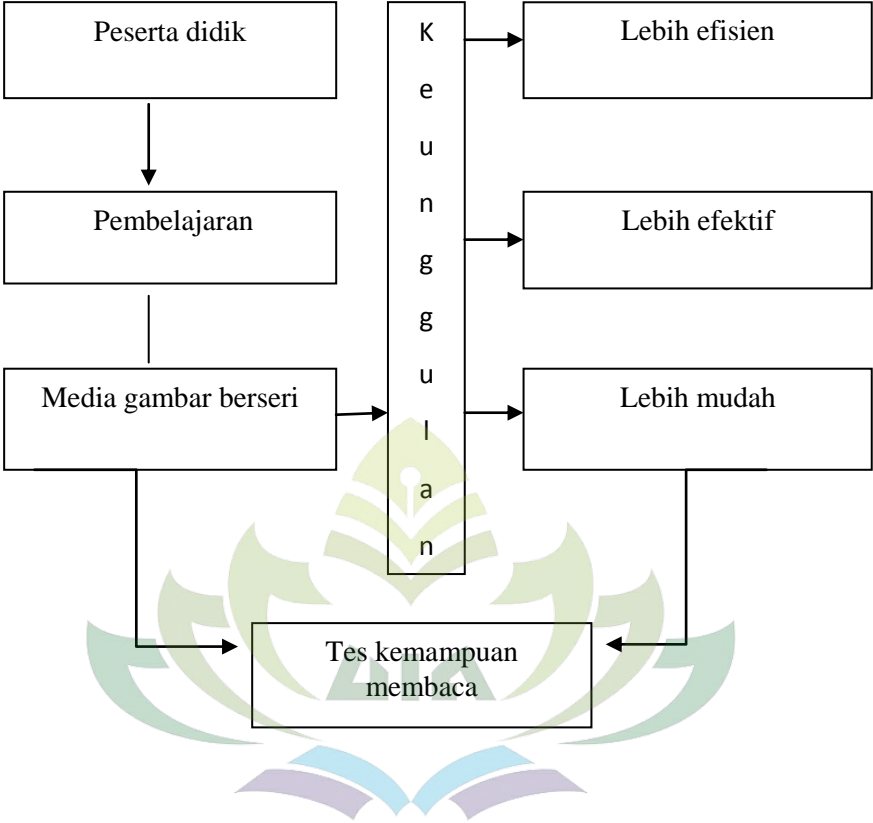 Peserta didik
Pembelajaran
Media gambar berseri
K
e
u
n
g
g
u
l
a
n
Lebih efisien
Lebih efektif
Lebih mudah
Tes kemampuan
membaca